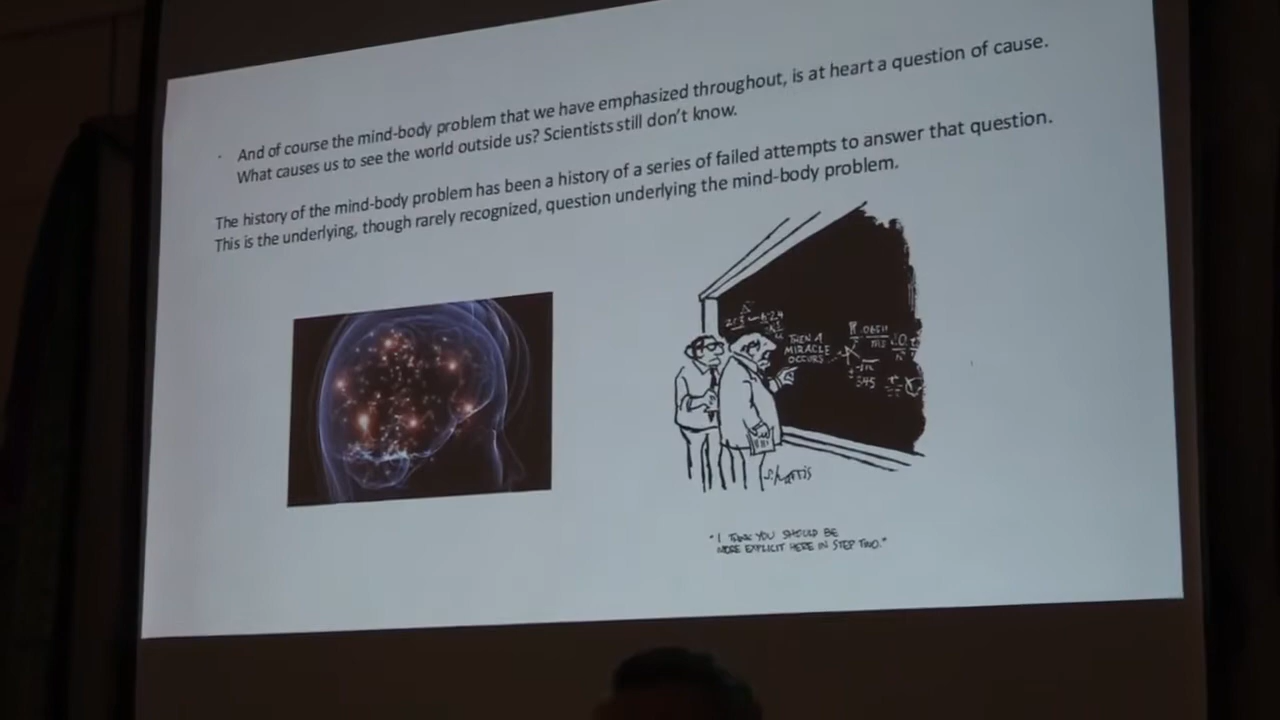 · And of course the mind-body problem that we have emphasized throughout, is at heart a question of cause.
What causes us to see the world outside us? Scientists still don't know.
The history of the mind-body problem has been a history of a series of failed attempts to answer that question.
This is the underlying, though rarely recognized, question underlying the mind-body problem.
THEN A
MIRACLE
OCCURS
S. Harris
"I THINK YOU SHOULD BE
MORE EXPLICIT HERE IN STEP TWO."